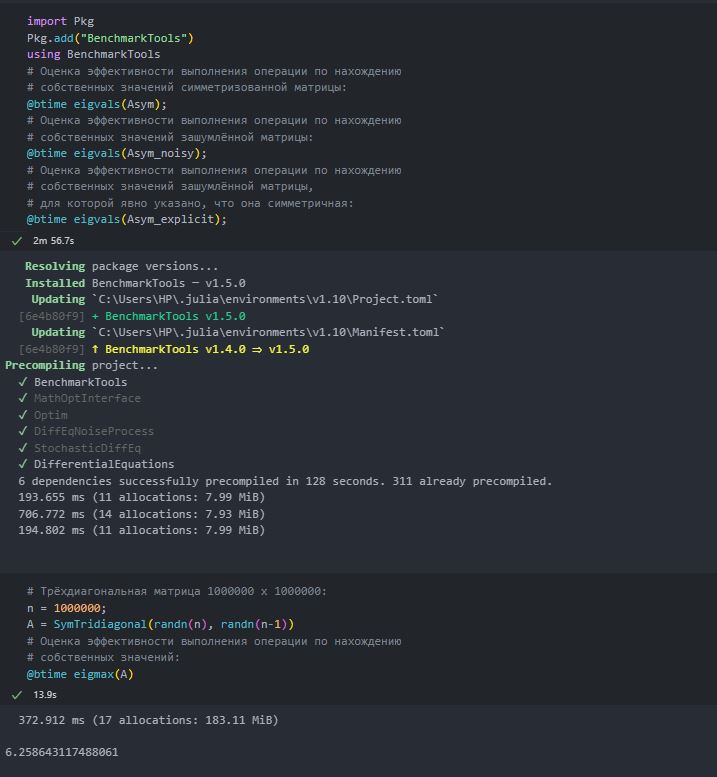 import Pkg
Pkg.add("BenchmarkTools")
using BenchmarkTools
# Оценка эффективности выполнения операции по нахождению
# собственных значений симметризованной матрицы:
@btime eigvals(Asym);
# Оценка эффективности выполнения операции по нахождению
# собственных значений зашумлённой матрицы:
@btime eigvals(Asym_noisy);
# Оценка эффективности выполнения операции по нахождению
# собственных значений зашумлённой матрицы,
# для которой явно указано, что она симметричная:
@btime eigvals(Asym_explicit);
✓ 2m 56.7s
Resolving package versions...
Installed BenchmarkTools ─ v1.5.0
Updating `C:\Users\HP\.julia\environments\v1.10\Project.toml`
[6e4b80f9] + BenchmarkTools v1.5.0
Updating `C:\Users\HP\.julia\environments\v1.10\Manifest.toml`
[6e4b80f9] ↑ BenchmarkTools v1.4.0 ⇒ v1.5.0
Precompiling project...
✓ BenchmarkTools
✓ MathOptInterface
✓ Optim
✓ DiffEqNoiseProcess
✓ StochasticDiffEq
✓ DifferentialEquations
6 dependencies successfully precompiled in 128 seconds. 311 already precompiled.
193.655 ms (11 allocations: 7.99 MiB)
706.772 ms (14 allocations: 7.93 MiB)
194.802 ms (11 allocations: 7.99 MiB)
# Трёхдиагональная матрица 1000000 x 1000000:
n = 1000000;
A = SymTridiagonal(randn(n), randn(n-1))
# Оценка эффективности выполнения операции по нахождению
# собственных значений:
@btime eigmax(A)
✓ 13.9s
372.912 ms (17 allocations: 183.11 MiB)
6.258643117488061